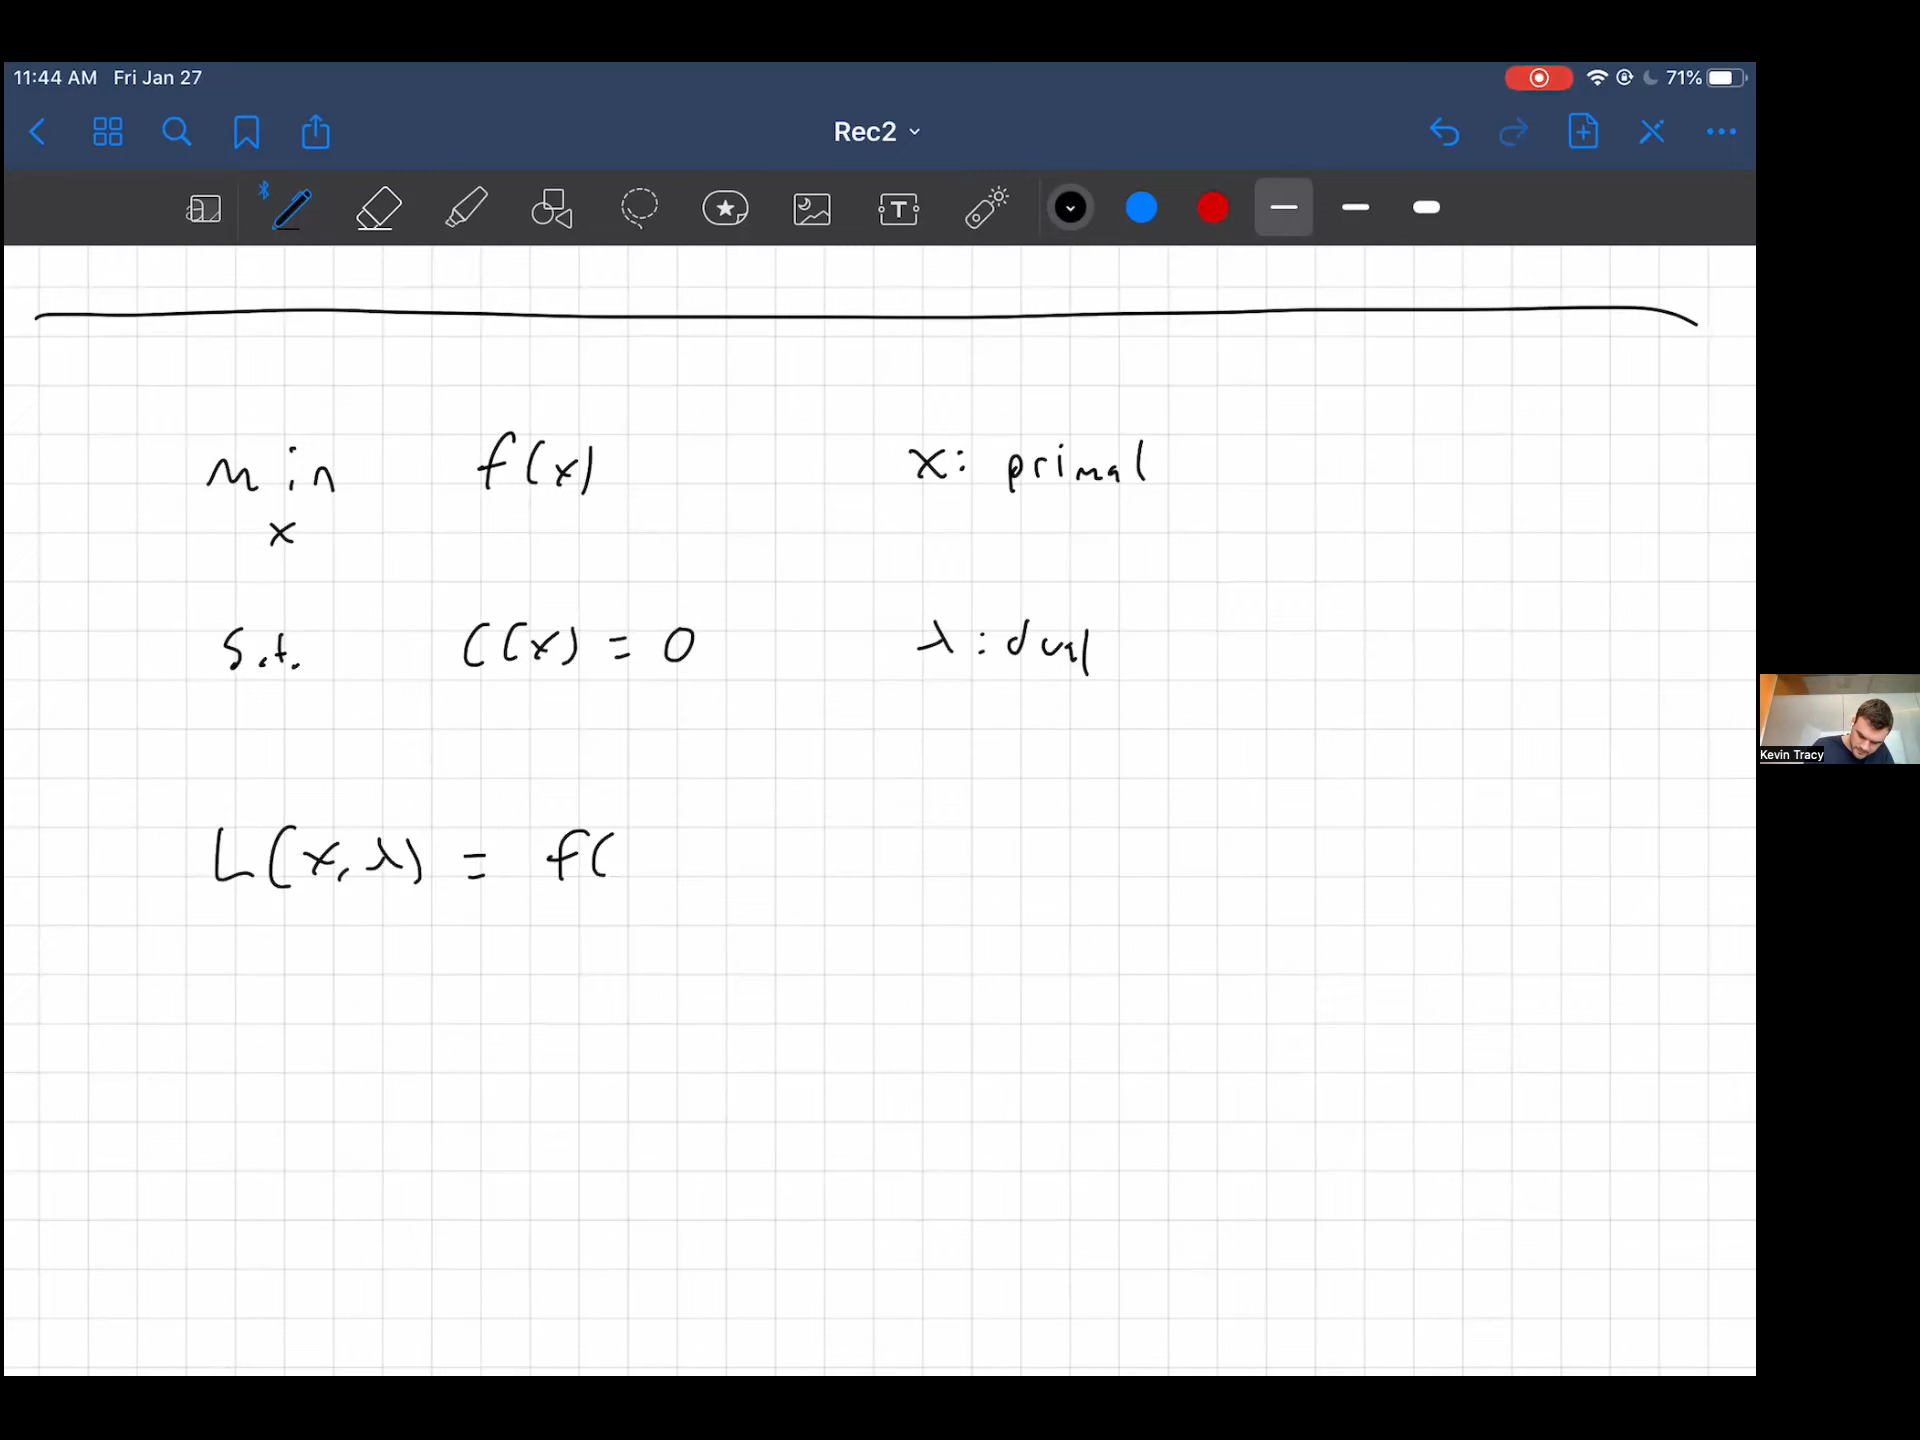 11:44 AM Fri Jan 27 71%
Rec2
T
min f(x) x: primal
x
s.t. C(x) = 0 λ: dual
Kevin Tracy
L(x, λ) = f(